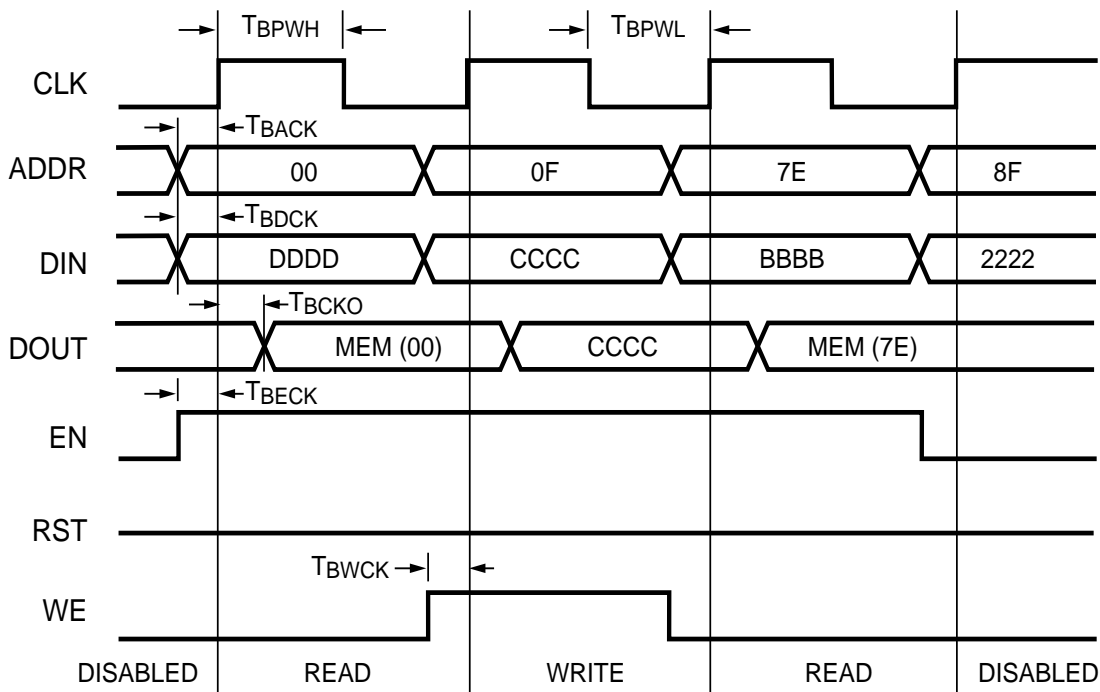 TBPWH TBPWL
CLK
TBACK
ADDR 00 0F 7E 8F
TBDCK
DIN DDDD CCCC BBBB 2222
TBCKO
DOUT MEM (00) CCCC MEM (7E)
TBECK
EN
RST
TBWCK
WE
DISABLED READ WRITE READ DISABLED